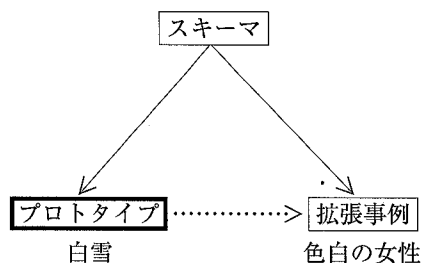 スキーマ
プロトタイプ
拡張事例
白雪
色白の女性